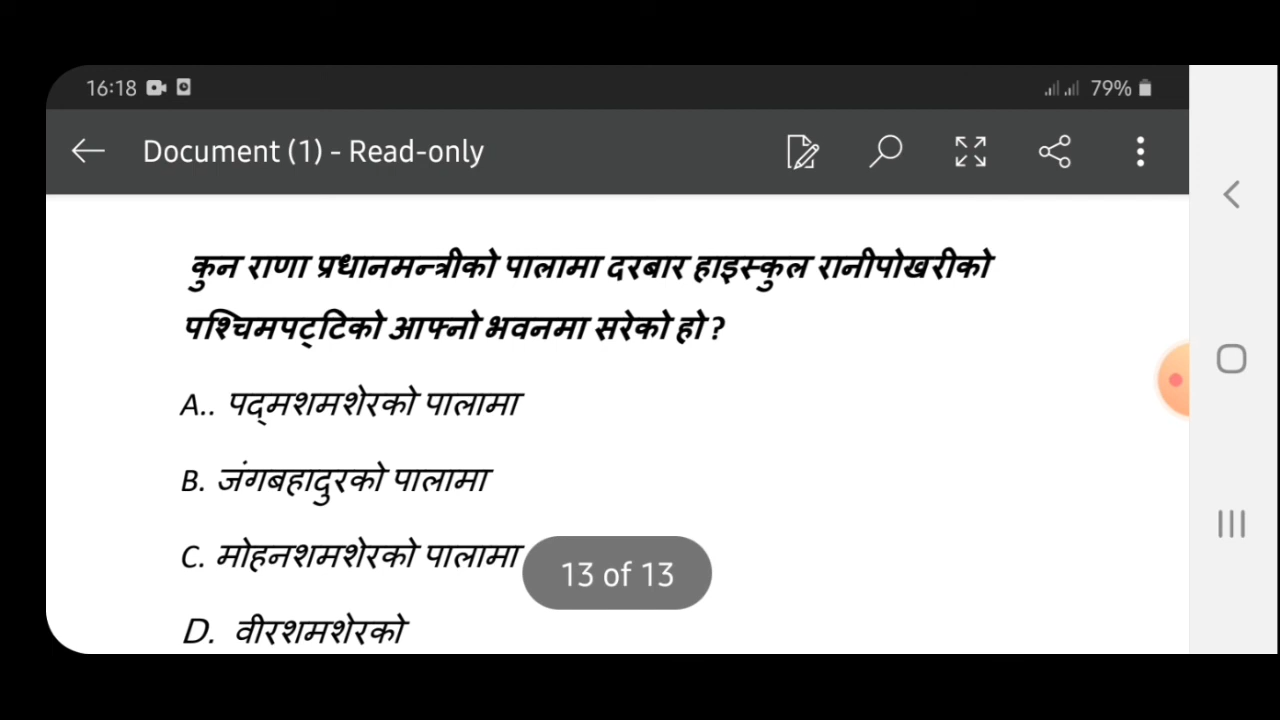 16:18 79%
Document (1) - Read-only
कुन राणा प्रधानमन्त्रीको पालामा दरबार हाइस्कुल रानीपोखरीको
पश्चिमपट्टिको आफ्नो भवनमा सरेको हो ?
A.. पद्मशमशेरको पालामा
B. जंगबहादुरको पालामा
C. मोहनशमशेरको पालामा
13 of 13
D. वीरशमशेरको